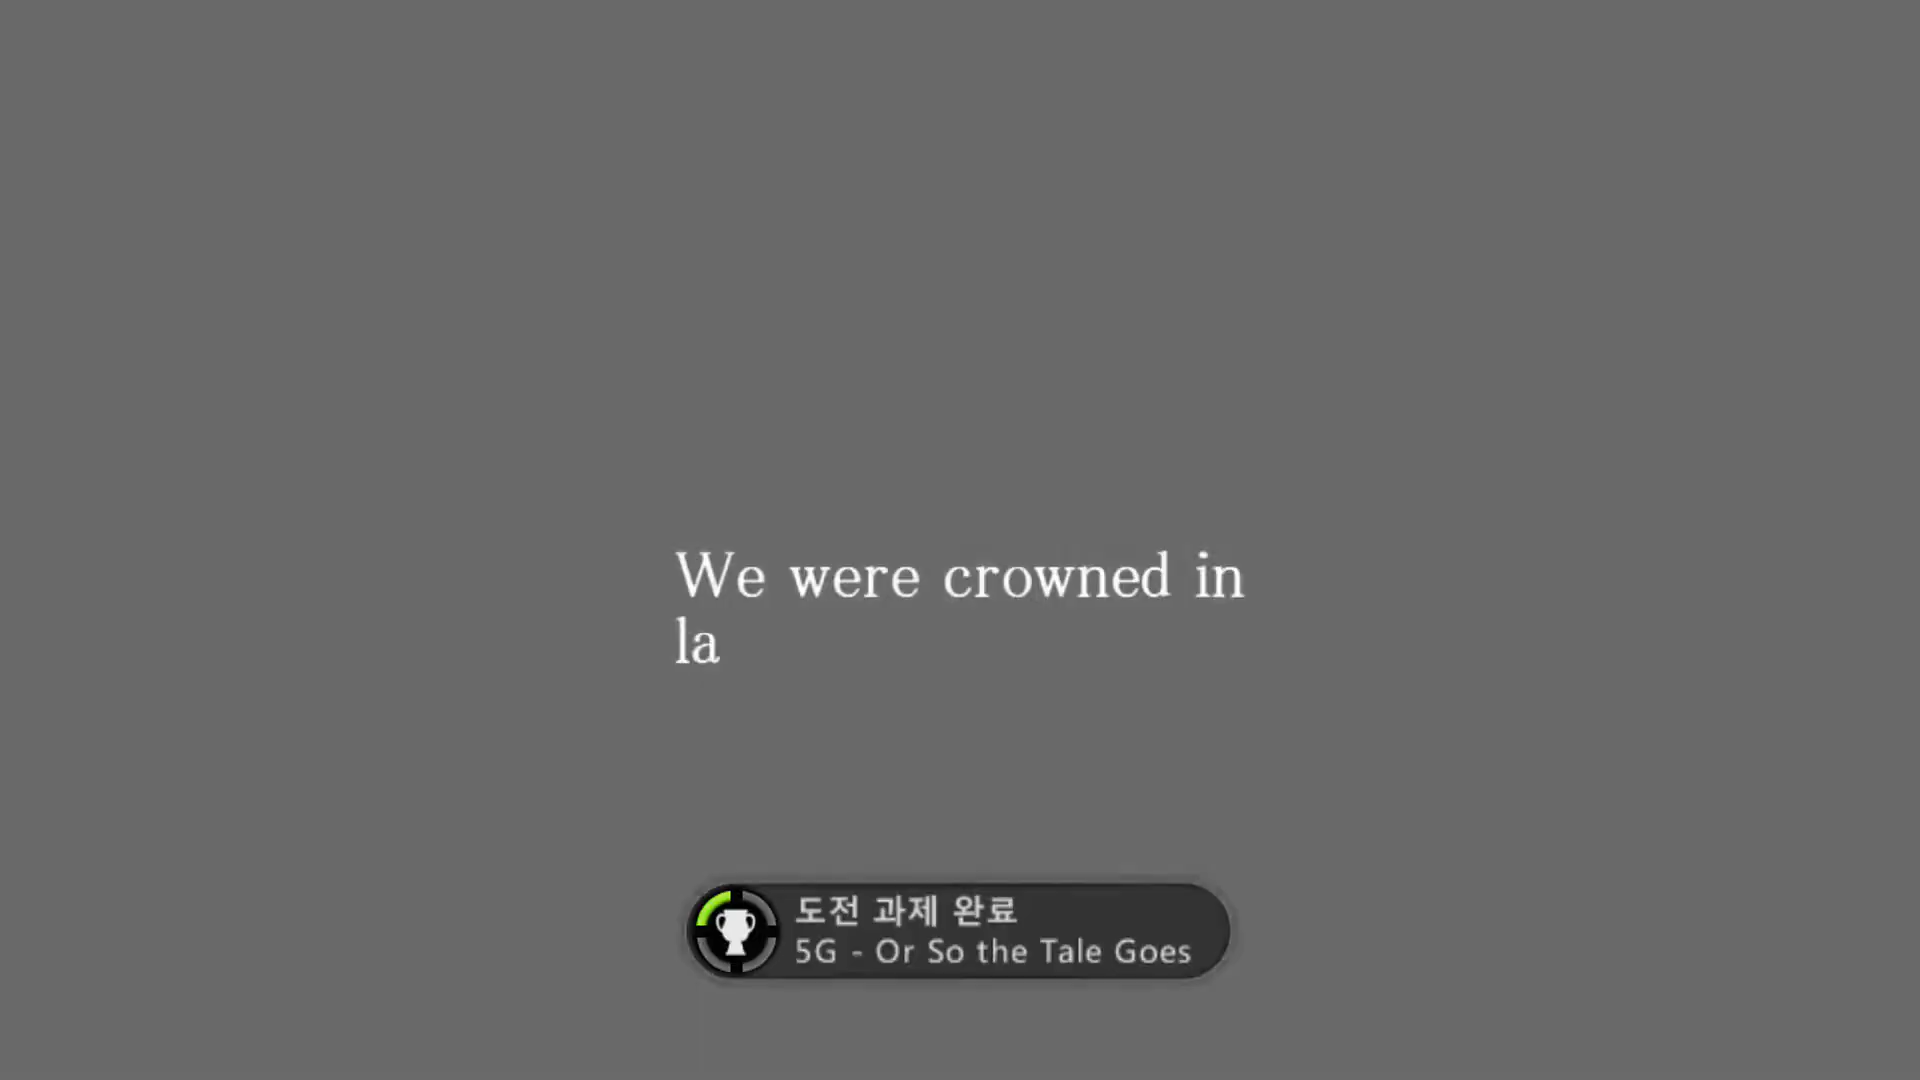 We were crowned in
la
도전 과제 완료
5G - Or So the Tale Goes